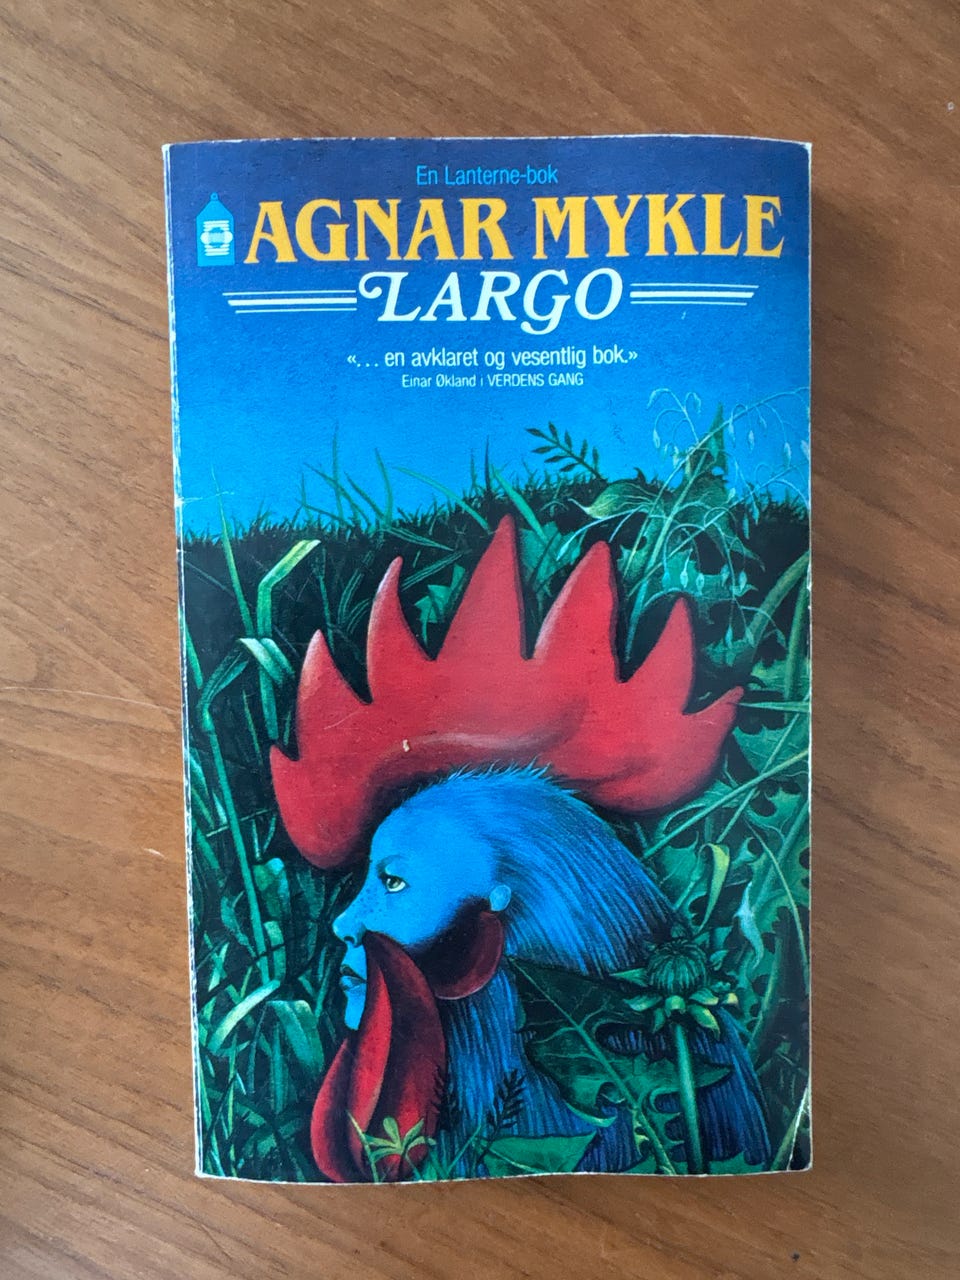 En Lanterne-bok
AGNAR MYKLE
LARGO
«... en avklaret og vesentlig bok.»
Einar Økland i VERDENS GANG